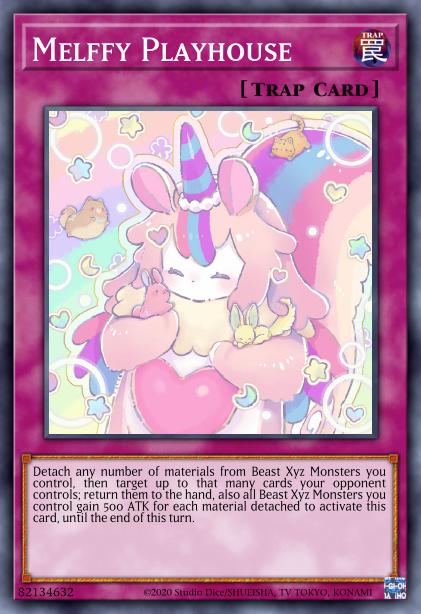 MELFFY PLAYHOUSE
TRAP
罠
[TRAP CARD]
Detach any number of materials from Beast Xyz Monsters you
control, then target up to that many cards your opponent
controls; return them to the hand, also all Beast Xyz Monsters you
control gain 500 ATK for each material detached to activate this
card, until the end of this turn.
82134632
©2020 Studio Dice/SHUEISHA, TV TOKYO, KONAMI